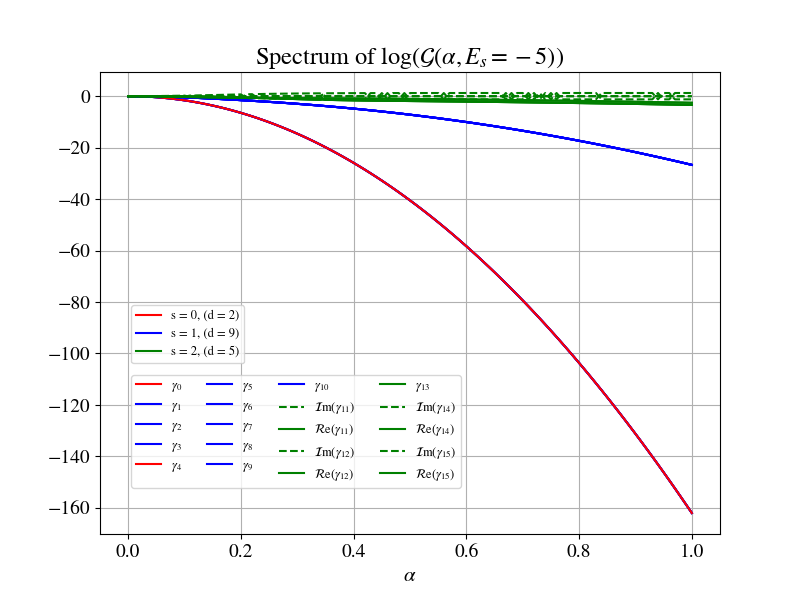 Spectrum of log(𝒢(α, E_s = −5))
0
−20
−40
−60
−80
−100
−120
−140
−160
s = 0, (d = 2)
s = 1, (d = 9)
s = 2, (d = 5)
γ₀ γ₅ γ₁₀ γ₁₃
γ₁ γ₆ ℐm(γ₁₁) ℐm(γ₁₄)
γ₂ γ₇ ℛe(γ₁₁) ℛe(γ₁₄)
γ₃ γ₈ ℐm(γ₁₂) ℐm(γ₁₅)
γ₄ γ₉ ℛe(γ₁₂) ℛe(γ₁₅)
0.0 0.2 0.4 0.6 0.8 1.0
α